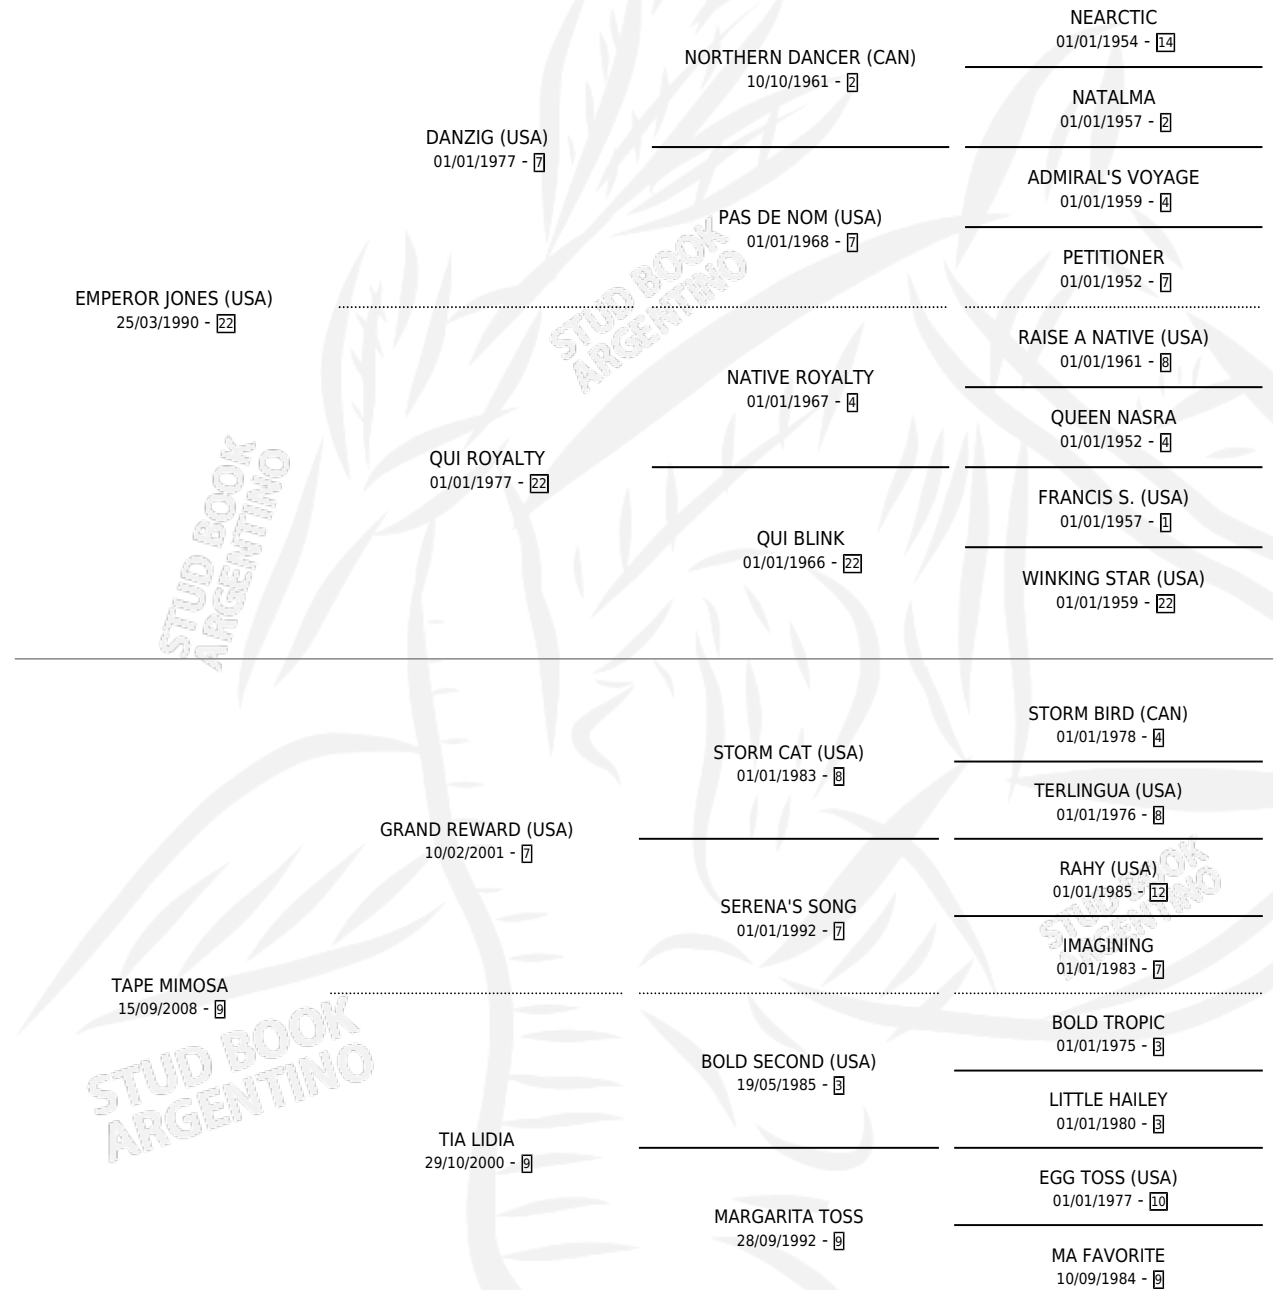 NEARCTIC
01/01/1954 - 14
NORTHERN DANCER (CAN)
10/10/1961 - 2
NATALMA
01/01/1957 - 2
DANZIG (USA)
01/01/1977 - 7
ADMIRAL'S VOYAGE
01/01/1959 - 4
PAS DE NOM (USA)
01/01/1968 - 7
PETITIONER
01/01/1952 - 7
EMPEROR JONES (USA)
25/03/1990 - 22
STUD BOOK
ARGENTINO
RAISE A NATIVE (USA)
01/01/1961 - 8
NATIVE ROYALTY
01/01/1967 - 4
QUEEN NASRA
01/01/1952 - 4
QUI ROYALTY
01/01/1977 - 22
FRANCIS S. (USA)
01/01/1957 - 1
QUI BLINK
01/01/1966 - 22
WINKING STAR (USA)
01/01/1959 - 22
STUD BOOK
ARGENTINO
STORM BIRD (CAN)
01/01/1978 - 4
STORM CAT (USA)
01/01/1983 - 8
TERLINGUA (USA)
01/01/1976 - 8
GRAND REWARD (USA)
10/02/2001 - 7
RAHY (USA)
01/01/1985 - 12
SERENA'S SONG
01/01/1992 - 7
STUD BOOK
ARGENTINO
IMAGINING
01/01/1983 - 7
TAPE MIMOSA
15/09/2008 - 9
BOLD TROPIC
01/01/1975 - 3
BOLD SECOND (USA)
19/05/1985 - 3
STUD BOOK
ARGENTINO
LITTLE HAILEY
01/01/1980 - 3
TIA LIDIA
29/10/2000 - 9
EGG TOSS (USA)
01/01/1977 - 10
MARGARITA TOSS
28/09/1992 - 9
MA FAVORITE
10/09/1984 - 9